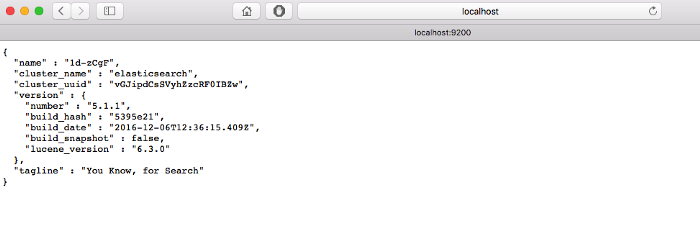 localhost
localhost:9200
{
  "name" : "1d-zCgF",
  "cluster_name" : "elasticsearch",
  "cluster_uuid" : "vGJipdCsSVyhZzcRF0IBZw",
  "version" : {
    "number" : "5.1.1",
    "build_hash" : "5395e21",
    "build_date" : "2016-12-06T12:36:15.409Z",
    "build_snapshot" : false,
    "lucene_version" : "6.3.0"
  },
  "tagline" : "You Know, for Search"
}